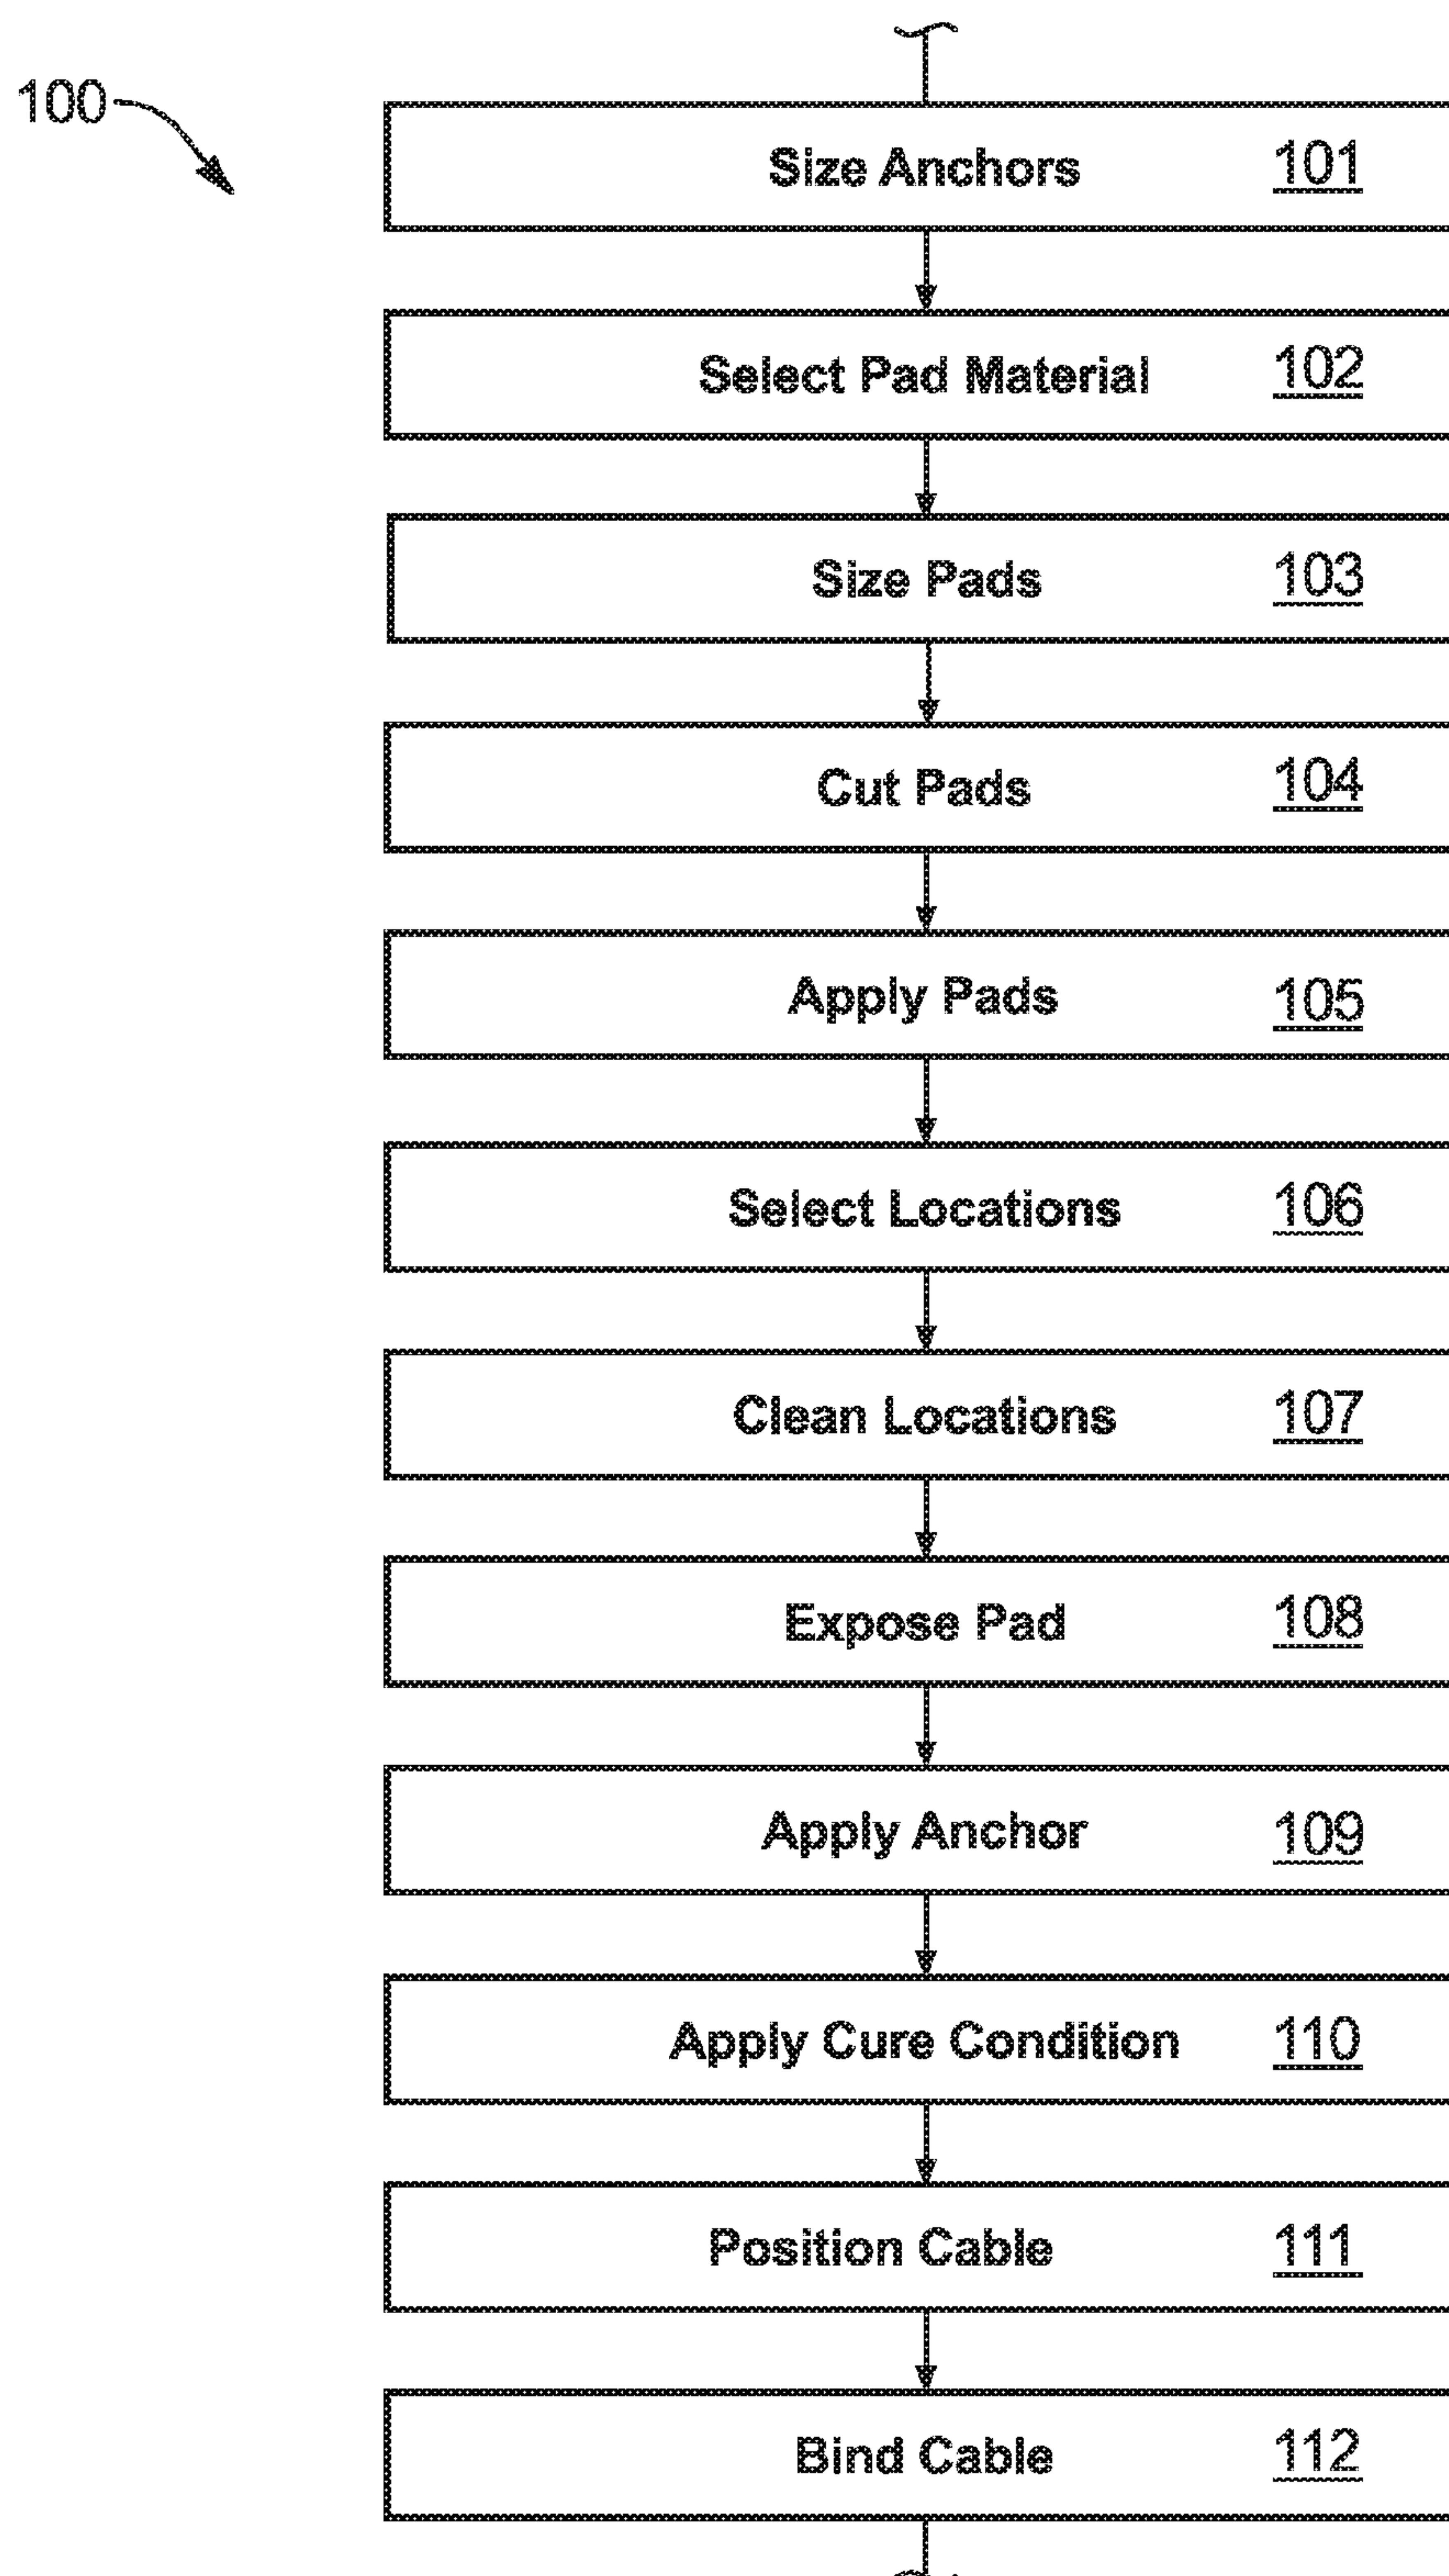 100
Size Anchors 101
Select Pad Material 102
Size Pads 103
Cut Pads 104
Apply Pads 105
Select Locations 106
Clean Locations 107
Expose Pad 108
Apply Anchor 109
Apply Cure Condition 110
Position Cable 111
Bind Cable 112